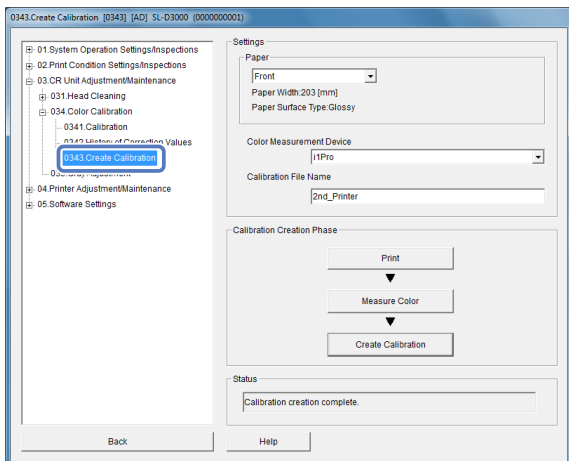 0343.Create Calibration [0343] [AD] SL-D3000 (0000000001)
01.System Operation Settings/Inspections
02.Print Condition Settings/Inspections
03.CR Unit Adjustment/Maintenance
031.Head Cleaning
034.Color Calibration
0341.Calibration
0342.History of Correction Values
0343.Create Calibration
04.Printer Adjustment/Maintenance
05.Software Settings
Back
Settings
Paper
Front
Paper Width:203 [mm]
Paper Surface Type:Glossy
Color Measurement Device
i1Pro
Calibration File Name
2nd_Printer
Calibration Creation Phase
Print
Measure Color
Create Calibration
Status
Calibration creation complete.
Help